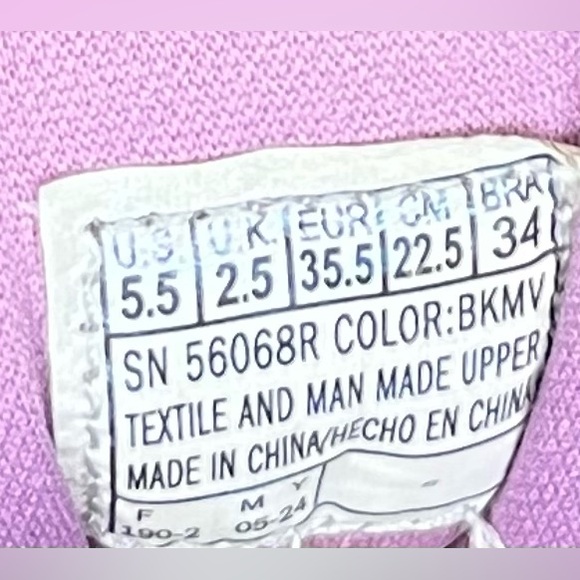 U.S. U.K. EUR CM BRA
5.5 2.5 35.5 22.5 34
SN 56068R COLOR:BKMV
TEXTILE AND MAN MADE UPPER
MADE IN CHINA/HECHO EN CHINA
F M Y
190-2 05-24